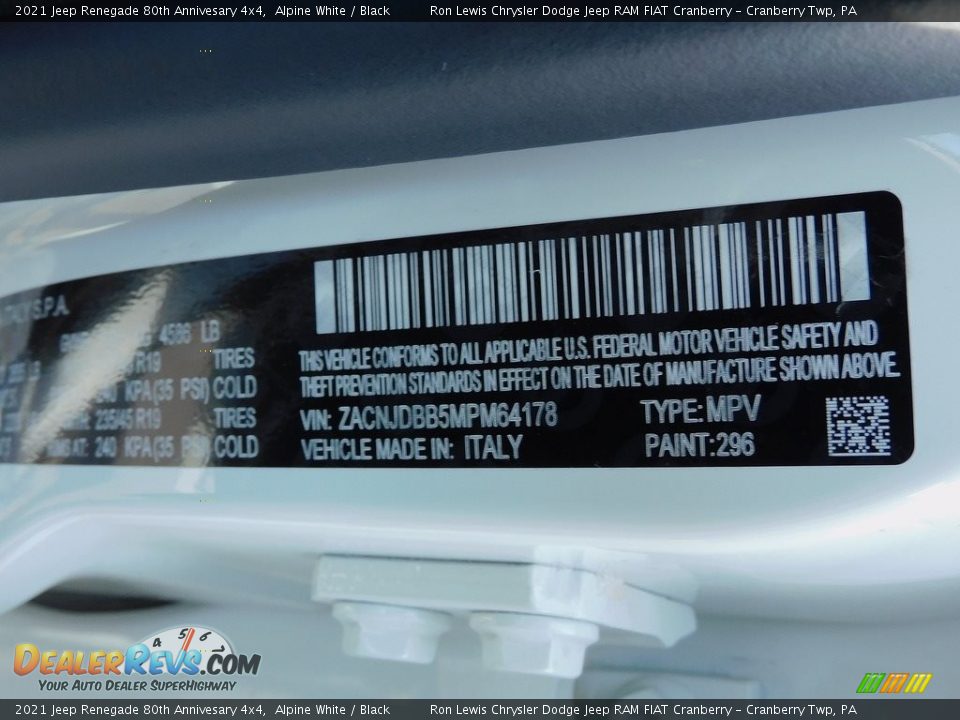 2021 Jeep Renegade 80th Annivesary 4x4, Alpine White / Black Ron Lewis Chrysler Dodge Jeep RAM FIAT Cranberry – Cranberry Twp, PA
S.P.A.
4586 LB
R19 TIRES
240 KPA(35 PSI) COLD
235/45 R19 TIRES
AT: 240 KPA(35 PSI) COLD
THIS VEHICLE CONFORMS TO ALL APPLICABLE U.S. FEDERAL MOTOR VEHICLE SAFETY AND
THEFT PREVENTION STANDARDS IN EFFECT ON THE DATE OF MANUFACTURE SHOWN ABOVE.
VIN: ZACNJDBB5MPM64178 TYPE:MPV
VEHICLE MADE IN: ITALY PAINT:296
4 5 6
DEALERREVS.COM
YOUR AUTO DEALER SUPERHIGHWAY
2021 Jeep Renegade 80th Annivesary 4x4, Alpine White / Black Ron Lewis Chrysler Dodge Jeep RAM FIAT Cranberry – Cranberry Twp, PA